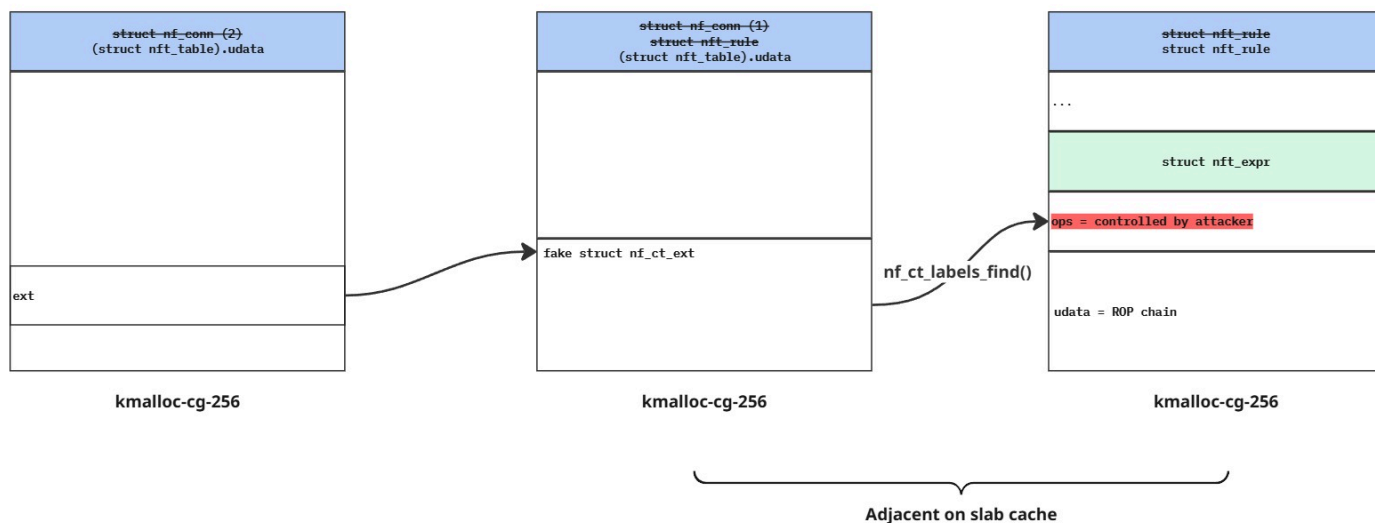 struct nf_conn (2)
(struct nft_table).udata
ext
kmalloc-cg-256
struct nf_conn (1)
struct nft_rule
(struct nft_table).udata
fake struct nf_ct_ext
kmalloc-cg-256
nf_ct_labels_find()
struct nft_rule
struct nft_rule
...
struct nft_expr
ops = controlled by attacker
udata = ROP chain
kmalloc-cg-256
Adjacent on slab cache